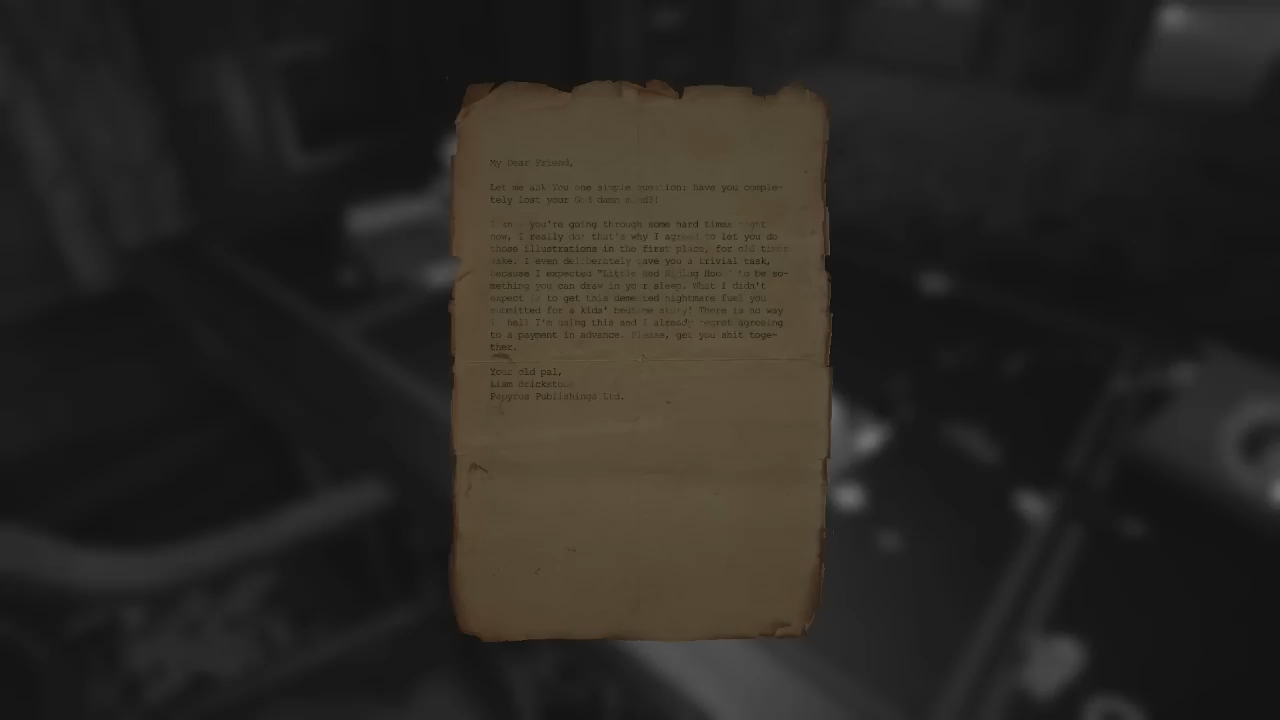 My Dear Friend,
Let me ask You one simple question: have you comple-
tely lost your God damn mind?!
I know you're going through some hard times right
now, I really do: that's why I agreed to let you do
those illustrations in the first place, for old times
sake. I even deliberately gave you a trivial task,
because I expected "Little Red Riding Hood" to be so-
mething you can draw in your sleep. What I didn't
expect is to get this demented nightmare fuel you
submitted for a kids' bedtime story! There is no way
in hell I'm using this and I already regret agreeing
to a payment in advance. Please, get you shit toge-
ther.
Your old pal,
Liam
Papyrus Publishings Ltd.